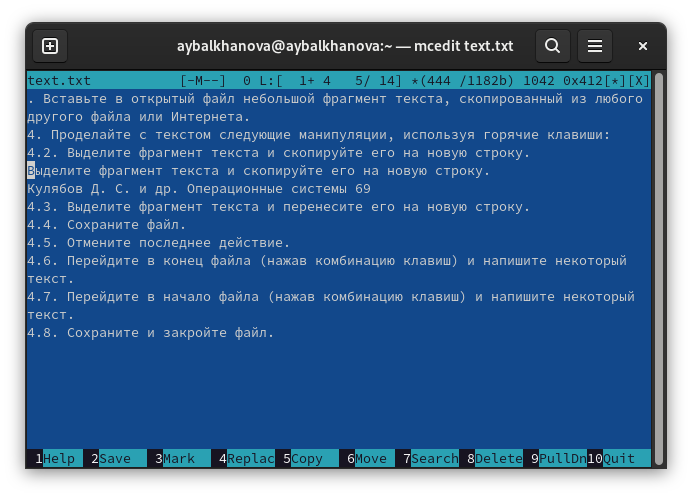 aybalkhanova@aybalkhanova:~ — mcedit text.txt
text.txt [-M--] 0 L:[ 1+ 4 5/ 14] *(444 /1182b) 1042 0x412[*][X]
. Вставьте в открытый файл небольшой фрагмент текста, скопированный из любого
другого файла или Интернета.
4. Проделайте с текстом следующие манипуляции, используя горячие клавиши:
4.2. Выделите фрагмент текста и скопируйте его на новую строку.
Выделите фрагмент текста и скопируйте его на новую строку.
Кулябов Д. С. и др. Операционные системы 69
4.3. Выделите фрагмент текста и перенесите его на новую строку.
4.4. Сохраните файл.
4.5. Отмените последнее действие.
4.6. Перейдите в конец файла (нажав комбинацию клавиш) и напишите некоторый
текст.
4.7. Перейдите в начало файла (нажав комбинацию клавиш) и напишите некоторый
текст.
4.8. Сохраните и закройте файл.
1Help 2Save 3Mark 4Replac 5Copy 6Move 7Search 8Delete 9PullDn 10Quit